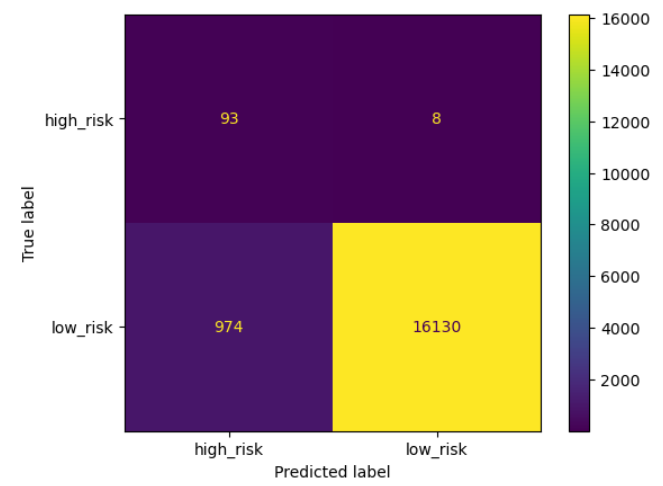 16000
14000
12000
10000
8000
6000
4000
2000
True label
high_risk
93
8
low_risk
974
16130
high_risk
low_risk
Predicted label